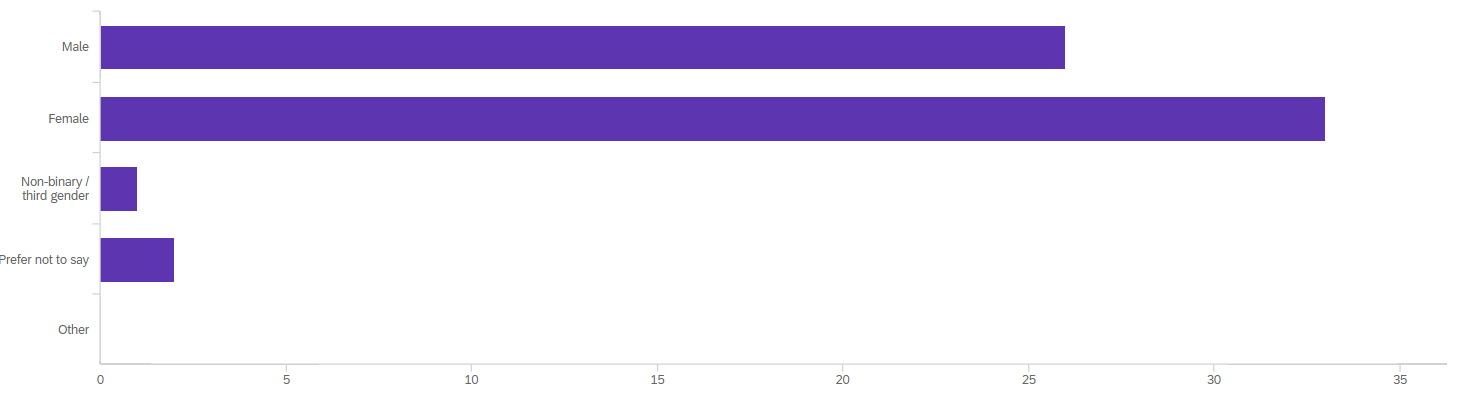 Male
Female
Non-binary /
third gender
Prefer not to say
Other
0 5 10 15 20 25 30 35